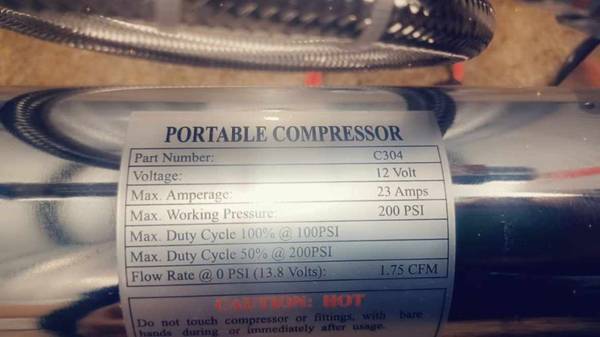 PORTABLE COMPRESSOR
Part Number: C304
Voltage: 12 Volt
Max. Amperage: 23 Amps
Max. Working Pressure: 200 PSI
Max. Duty Cycle 100% @ 100PSI
Max. Duty Cycle 50% @ 200PSI
Flow Rate @ 0 PSI (13.8 Volts): 1.75 CFM
CAUTION: HOT
Do not touch compressor or fittings, with bare
hands during or immediately after usage.